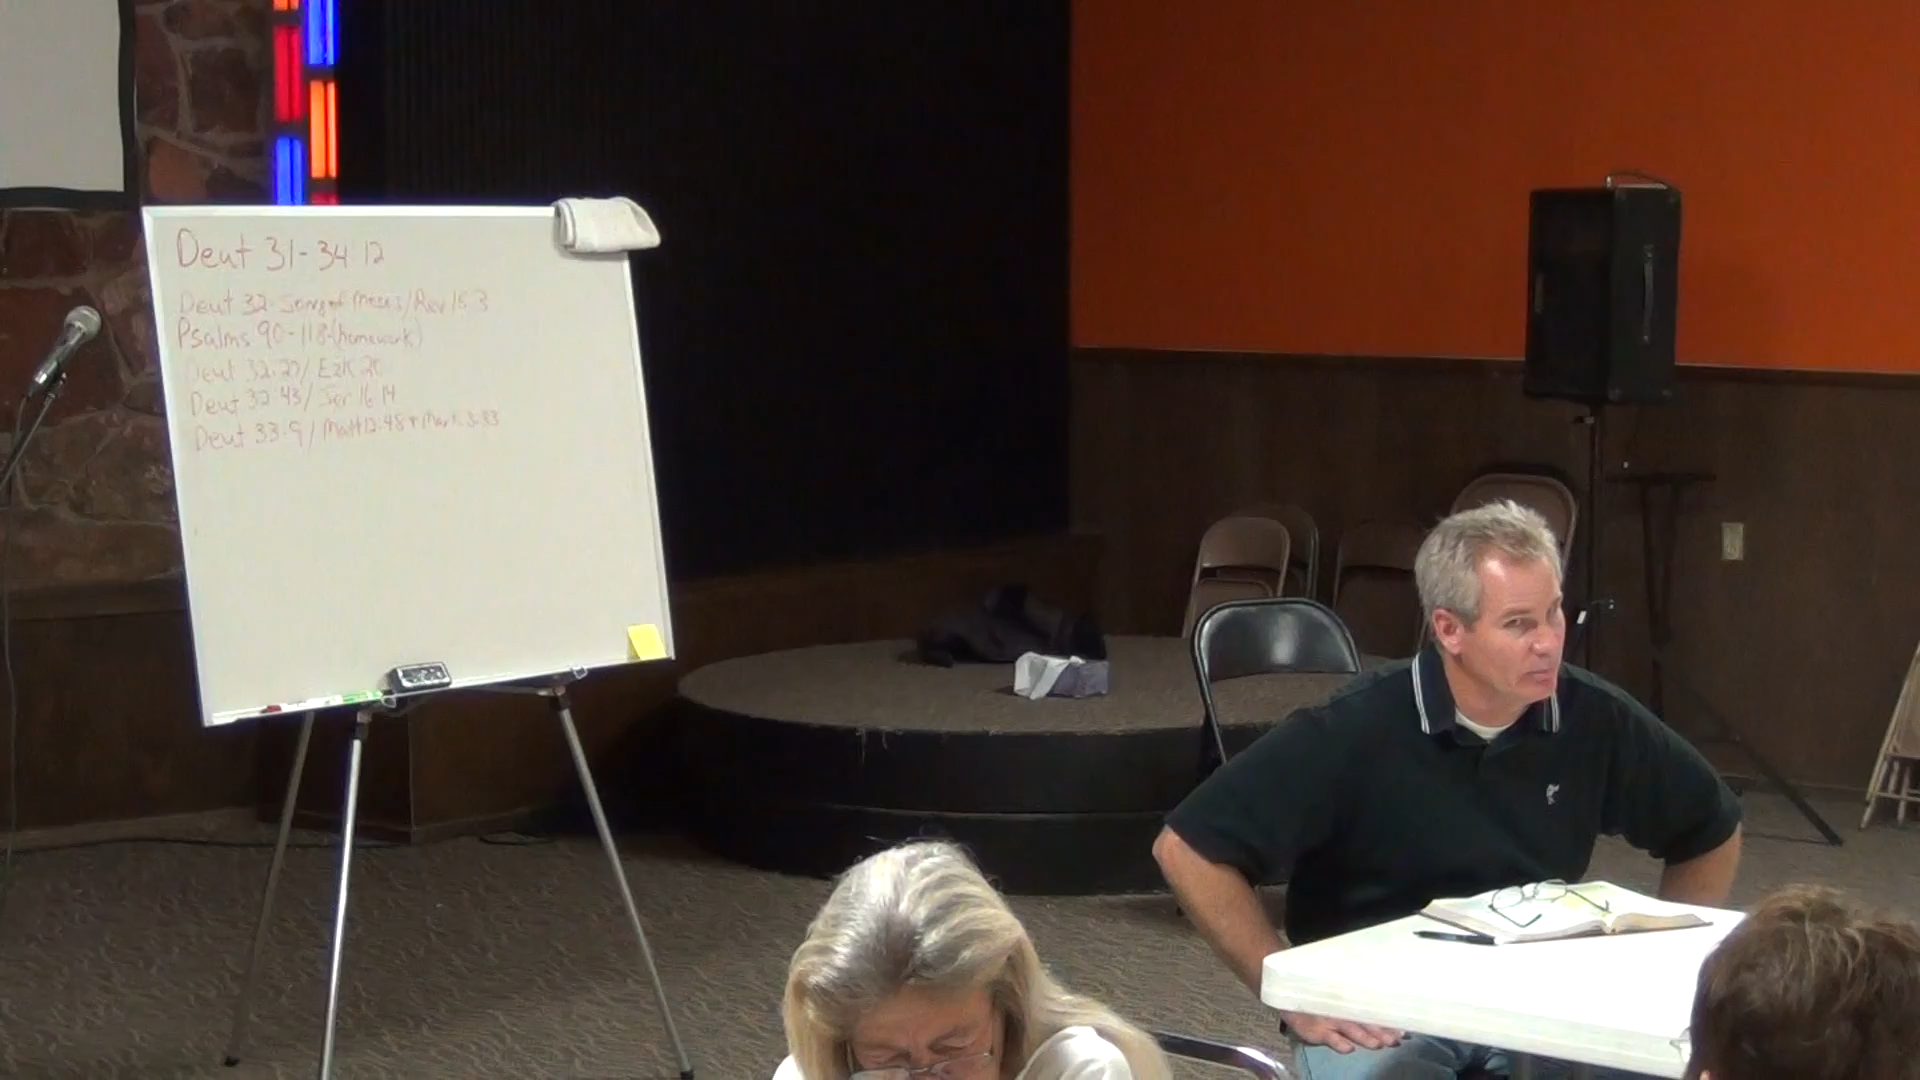 Deut 31-34:12
Deut 32- Song of Moses/Rev 15:3
Psalms 90-118-(homework)
Deut 32:27/ Ezk 20
Deut 32:43/ Jer 16:14
Deut 33:9/ Matt 12:48 + Mark 3:33